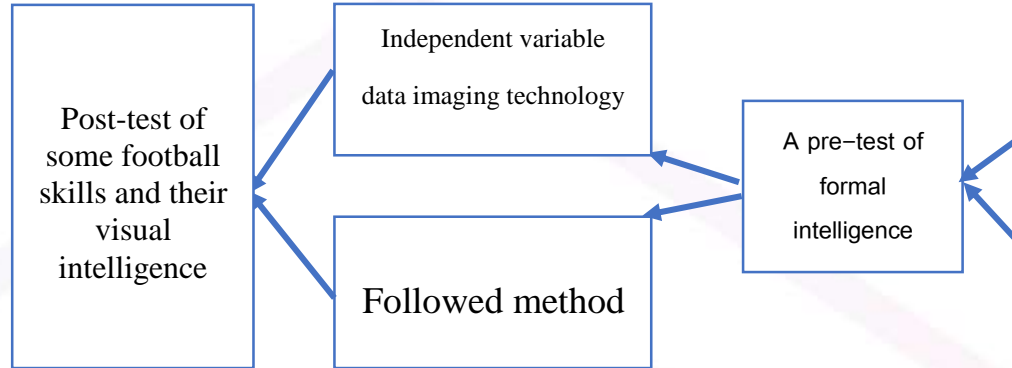 Post-test of
some football
skills and their
visual
intelligence
Independent variable
data imaging technology
Followed method
A pre-test of
formal
intelligence